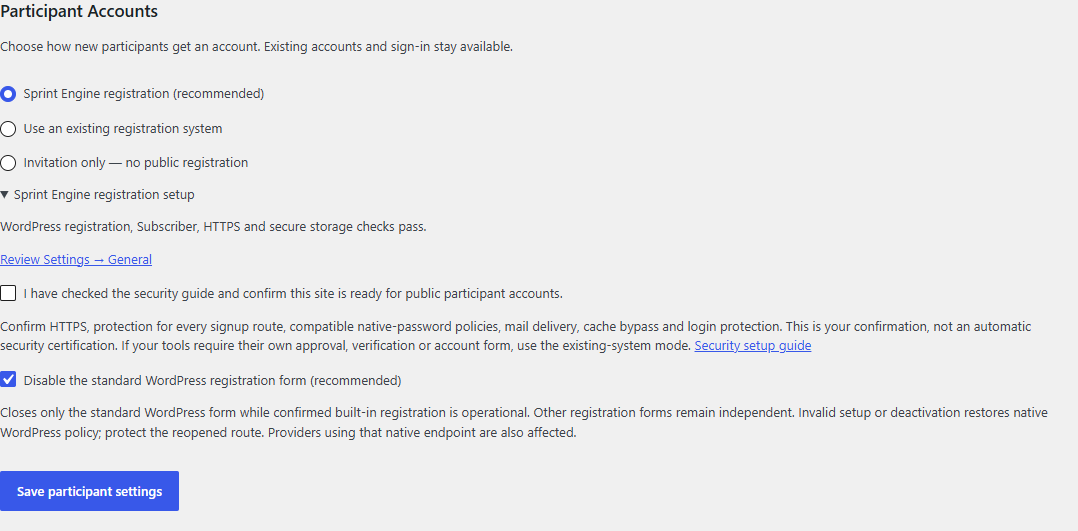 Participant Accounts
Choose how new participants get an account. Existing accounts and sign-in stay available.
Sprint Engine registration (recommended)
Use an existing registration system
Invitation only — no public registration
Sprint Engine registration setup
WordPress registration, Subscriber, HTTPS and secure storage checks pass.
Review Settings → General
I have checked the security guide and confirm this site is ready for public participant accounts.
Confirm HTTPS, protection for every signup route, compatible native-password policies, mail delivery, cache bypass and login protection. This is your confirmation, not an automatic
security certification. If your tools require their own approval, verification or account form, use the existing-system mode. Security setup guide
Disable the standard WordPress registration form (recommended)
Closes only the standard WordPress form while confirmed built-in registration is operational. Other registration forms remain independent. Invalid setup or deactivation restores native
WordPress policy; protect the reopened route. Providers using that native endpoint are also affected.
Save participant settings